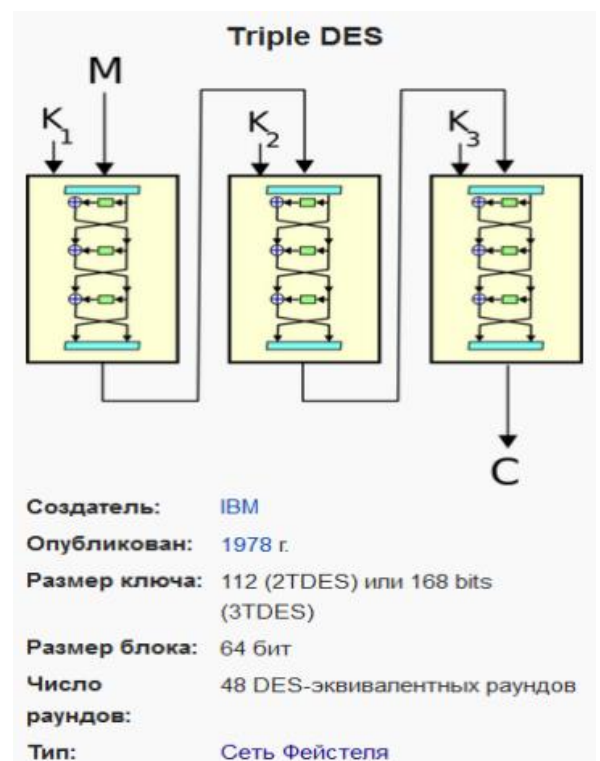 Triple DES
M
K1 K2 K3
C
Создатель: IBM
Опубликован: 1978 г.
Размер ключа: 112 (2TDES) или 168 bits
(3TDES)
Размер блока: 64 бит
Число 48 DES-эквивалентных раундов
раундов:
Тип: Сеть Фейстеля